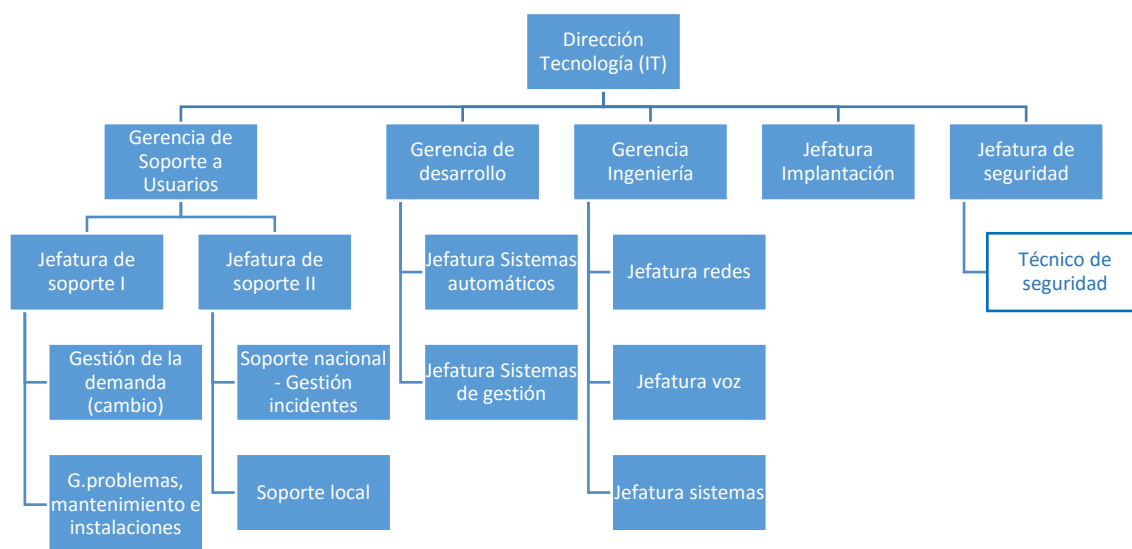 Dirección
Tecnología (IT)
Gerencia de
Soporte a
Usuarios
Gerencia de
desarrollo
Gerencia
Ingeniería
Jefatura
Implantación
Jefatura de
seguridad
Jefatura de
soporte I
Jefatura de
soporte II
Jefatura Sistemas
automáticos
Jefatura redes
Técnico de
seguridad
Gestión de la
demanda
(cambio)
Soporte nacional
- Gestión
incidentes
Jefatura Sistemas
de gestión
Jefatura voz
G.problemas,
mantenimiento e
instalaciones
Soporte local
Jefatura sistemas